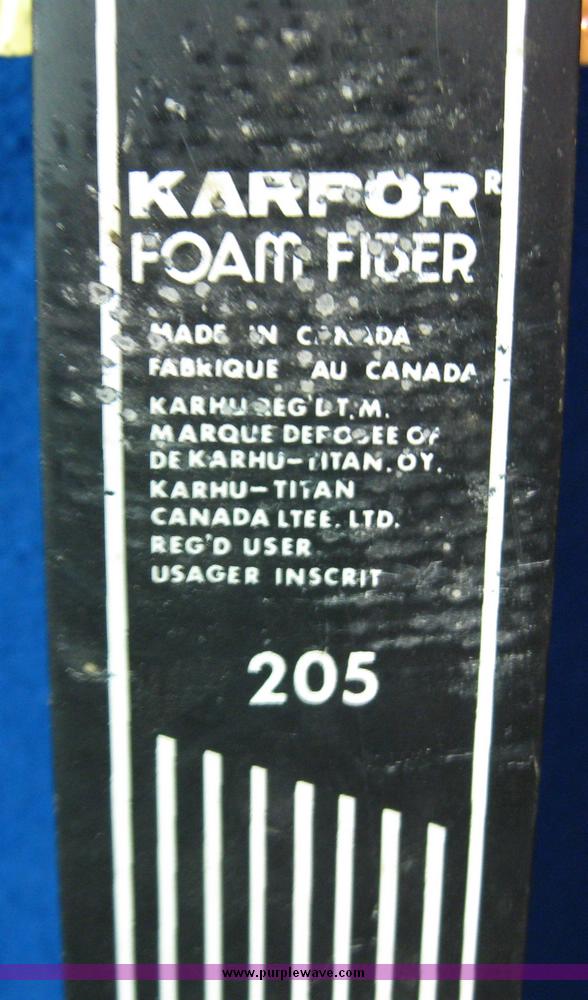 KARPOR R
FOAM FIBER
MADE IN CANADA
FABRIQUE AU CANADA
KARHU REG'D T.M.
MARQUE DEPOSEE OF
DE KARHU-TITAN. OY.
KARHU-TITAN
CANADA LTEE. LTD.
REG'D USER
USAGER INSCRIT
205
www.purplewave.com